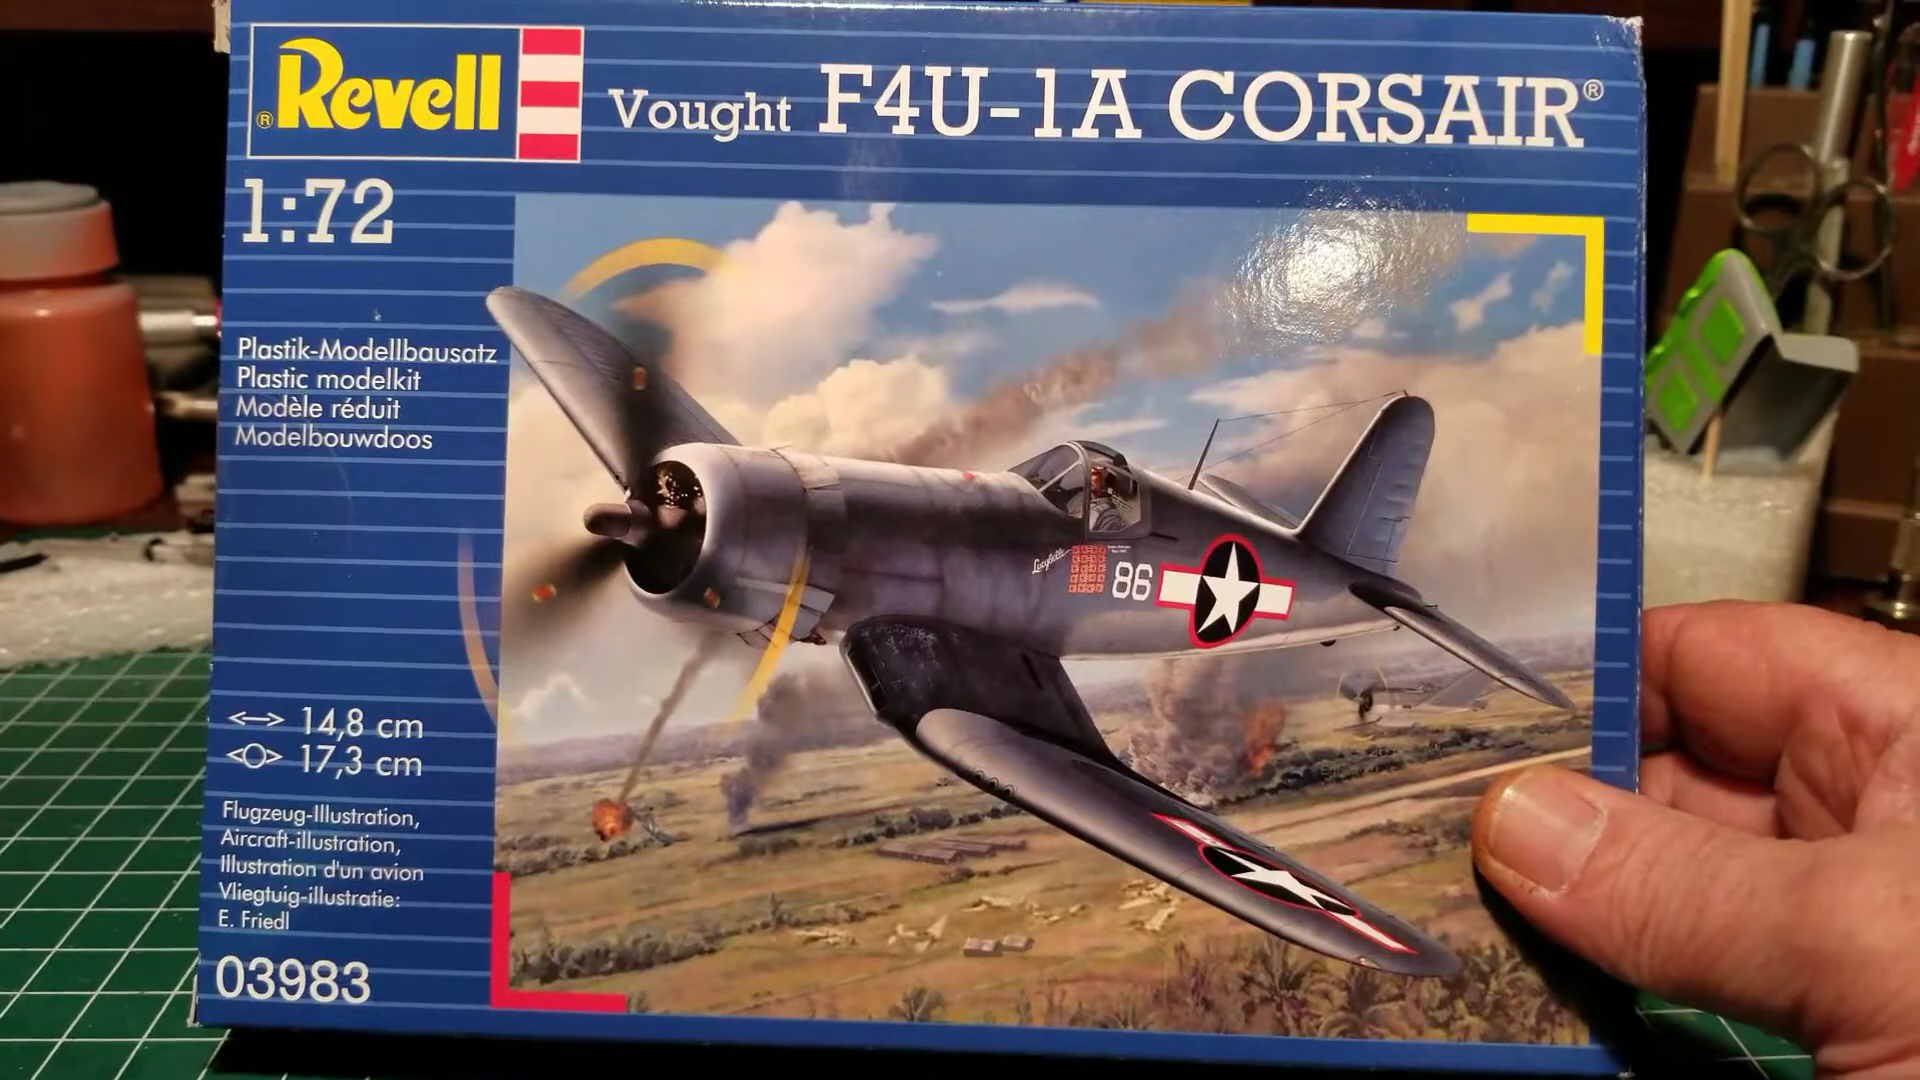 Revell®
Vought F4U-1A CORSAIR®
1:72
Plastik-Modellbausatz
Plastic modelkit
Modèle réduit
Modelbouwdoos
Lucybelle
86
14,8 cm
17,3 cm
Flugzeug-Illustration,
Aircraft-illustration,
Illustration d'un avion
Vliegtuig-illustratie:
E. Friedl
03983